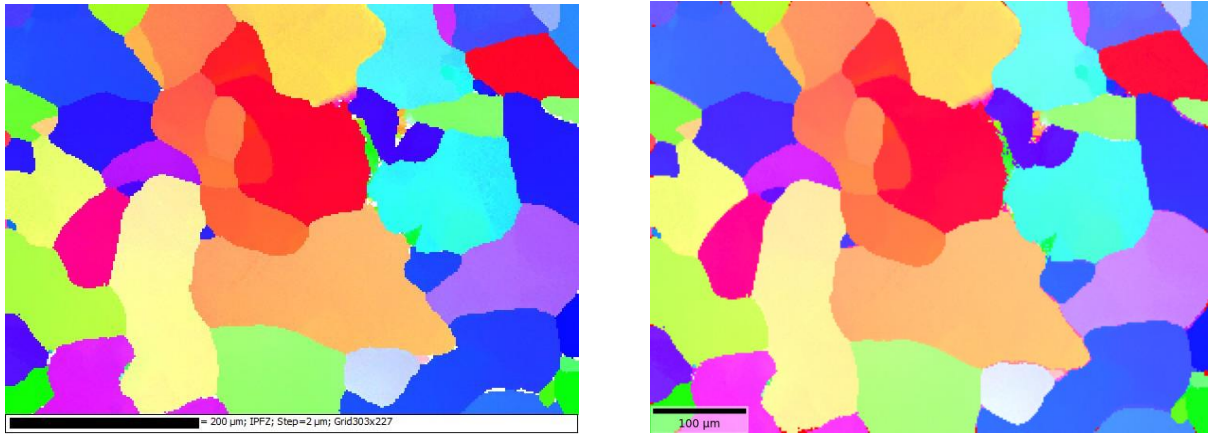 = 200 µm; IPFZ; Step=2 µm; Grid303x227
100 µm